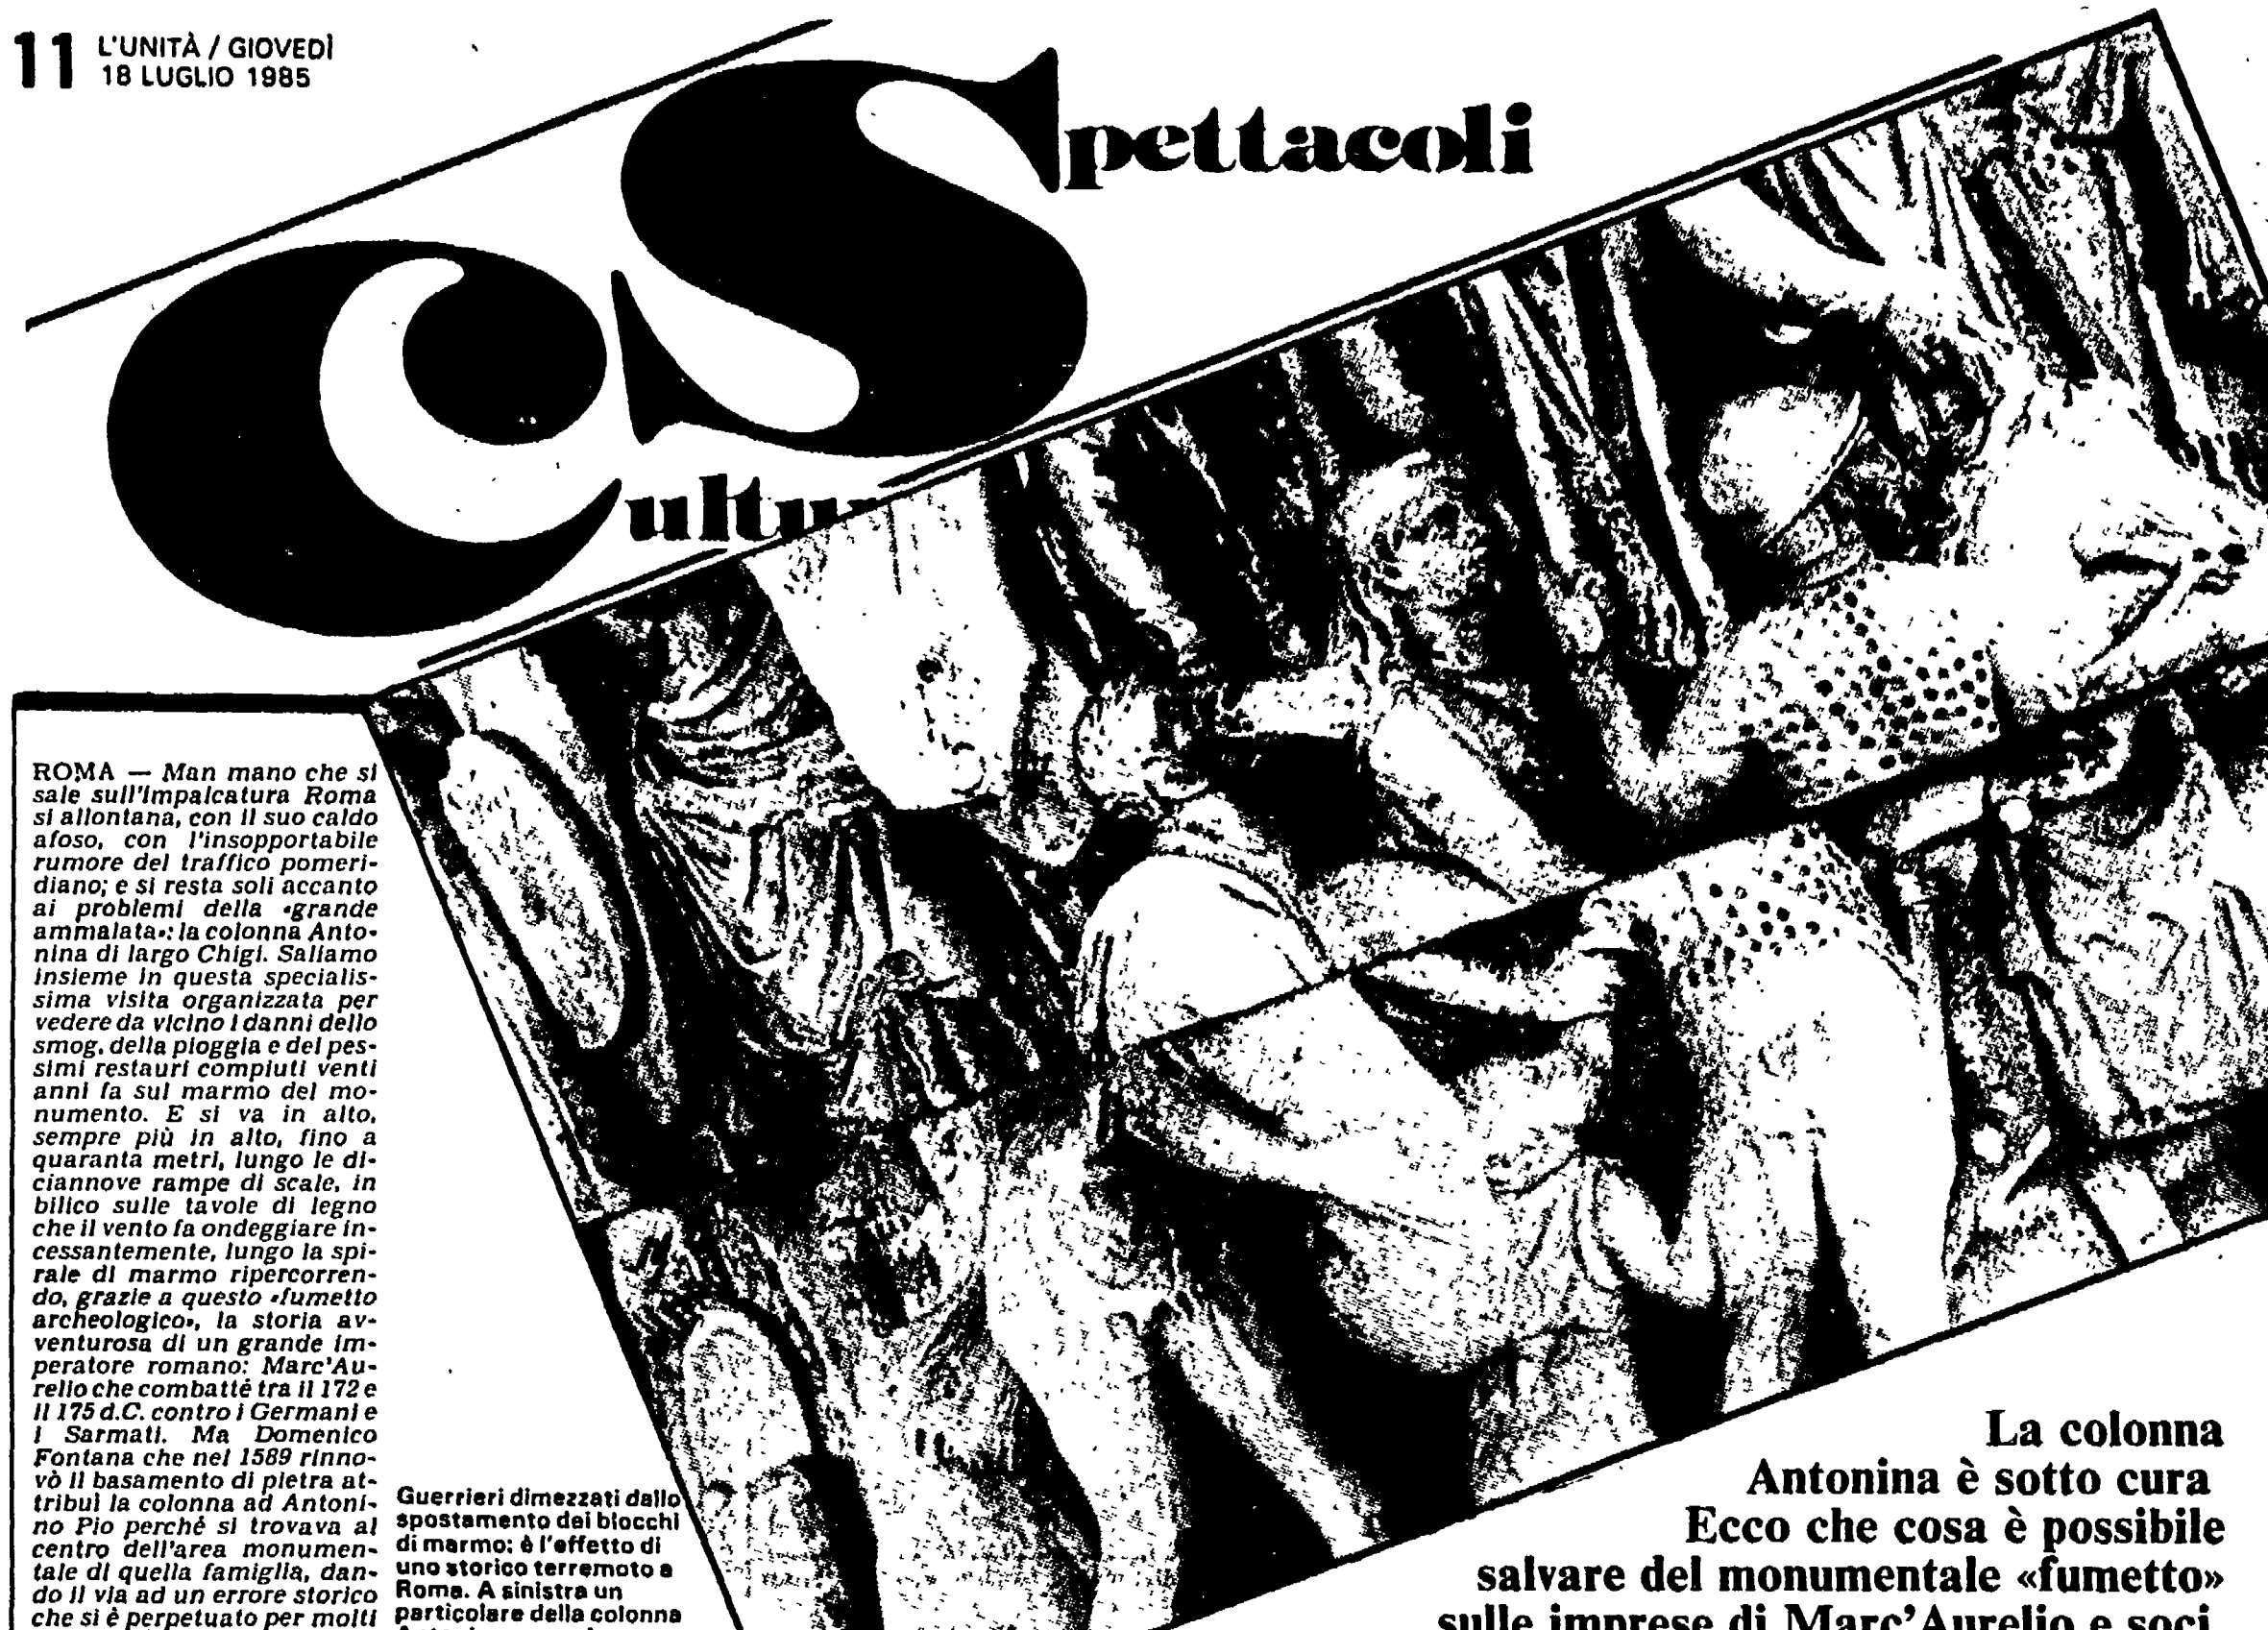 11 L'UNITÀ / GIOVEDÌ
18 LUGLIO 1985
Spettacoli
Cultur
ROMA — Man mano che si
sale sull'impalcatura Roma
si allontana, con il suo caldo
afoso, con l'insopportabile
rumore del traffico pomeri-
diano; e si resta soli accanto
ai problemi della «grande
ammalata»: la colonna Anto-
nina di largo Chigi. Saliamo
insieme in questa specialis-
sima visita organizzata per
vedere da vicino i danni dello
smog, della pioggia e dei pes-
simi restauri compiuti venti
anni fa sul marmo del mo-
numento. E si va in alto,
sempre più in alto, fino a
quaranta metri, lungo le di-
ciannove rampe di scale, in
bilico sulle tavole di legno
che il vento fa ondeggiare in-
cessantemente, lungo la spi-
rale di marmo ripercorren-
do, grazie a questo «fumetto
archeologico», la storia av-
venturosa di un grande im-
peratore romano: Marc'Au-
relio che combatté tra il 172 e
il 175 d.C. contro i Germani e
i Sarmati. Ma Domenico
Fontana che nel 1589 rinno-
vò il basamento di pietra at-
tribuì la colonna ad Antoni-
no Pio perché si trovava al
centro dell'area monumen-
tale di quella famiglia, dan-
do il via ad un errore storico
che si è perpetuato per molti
Guerrieri dimezzati dallo
spostamento dei blocchi
di marmo: è l'effetto di
uno storico terremoto a
Roma. A sinistra un
particolare della colonna
La colonna
Antonina è sotto cura
Ecco che cosa è possibile
salvare del monumentale «fumetto»
sulle imprese di Marc'Aurelio e soci